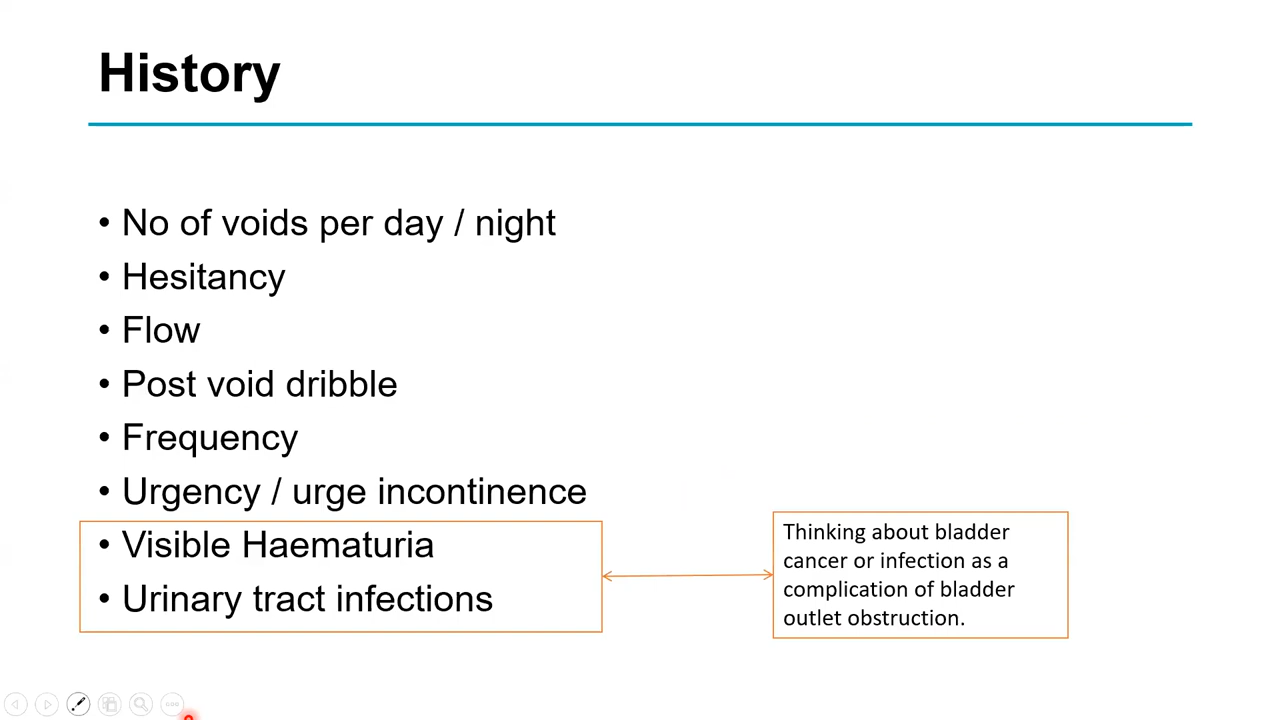 History
• No of voids per day / night
• Hesitancy
• Flow
• Post void dribble
• Frequency
• Urgency / urge incontinence
• Visible Haematuria
• Urinary tract infections
Thinking about bladder
cancer or infection as a
complication of bladder
outlet obstruction.